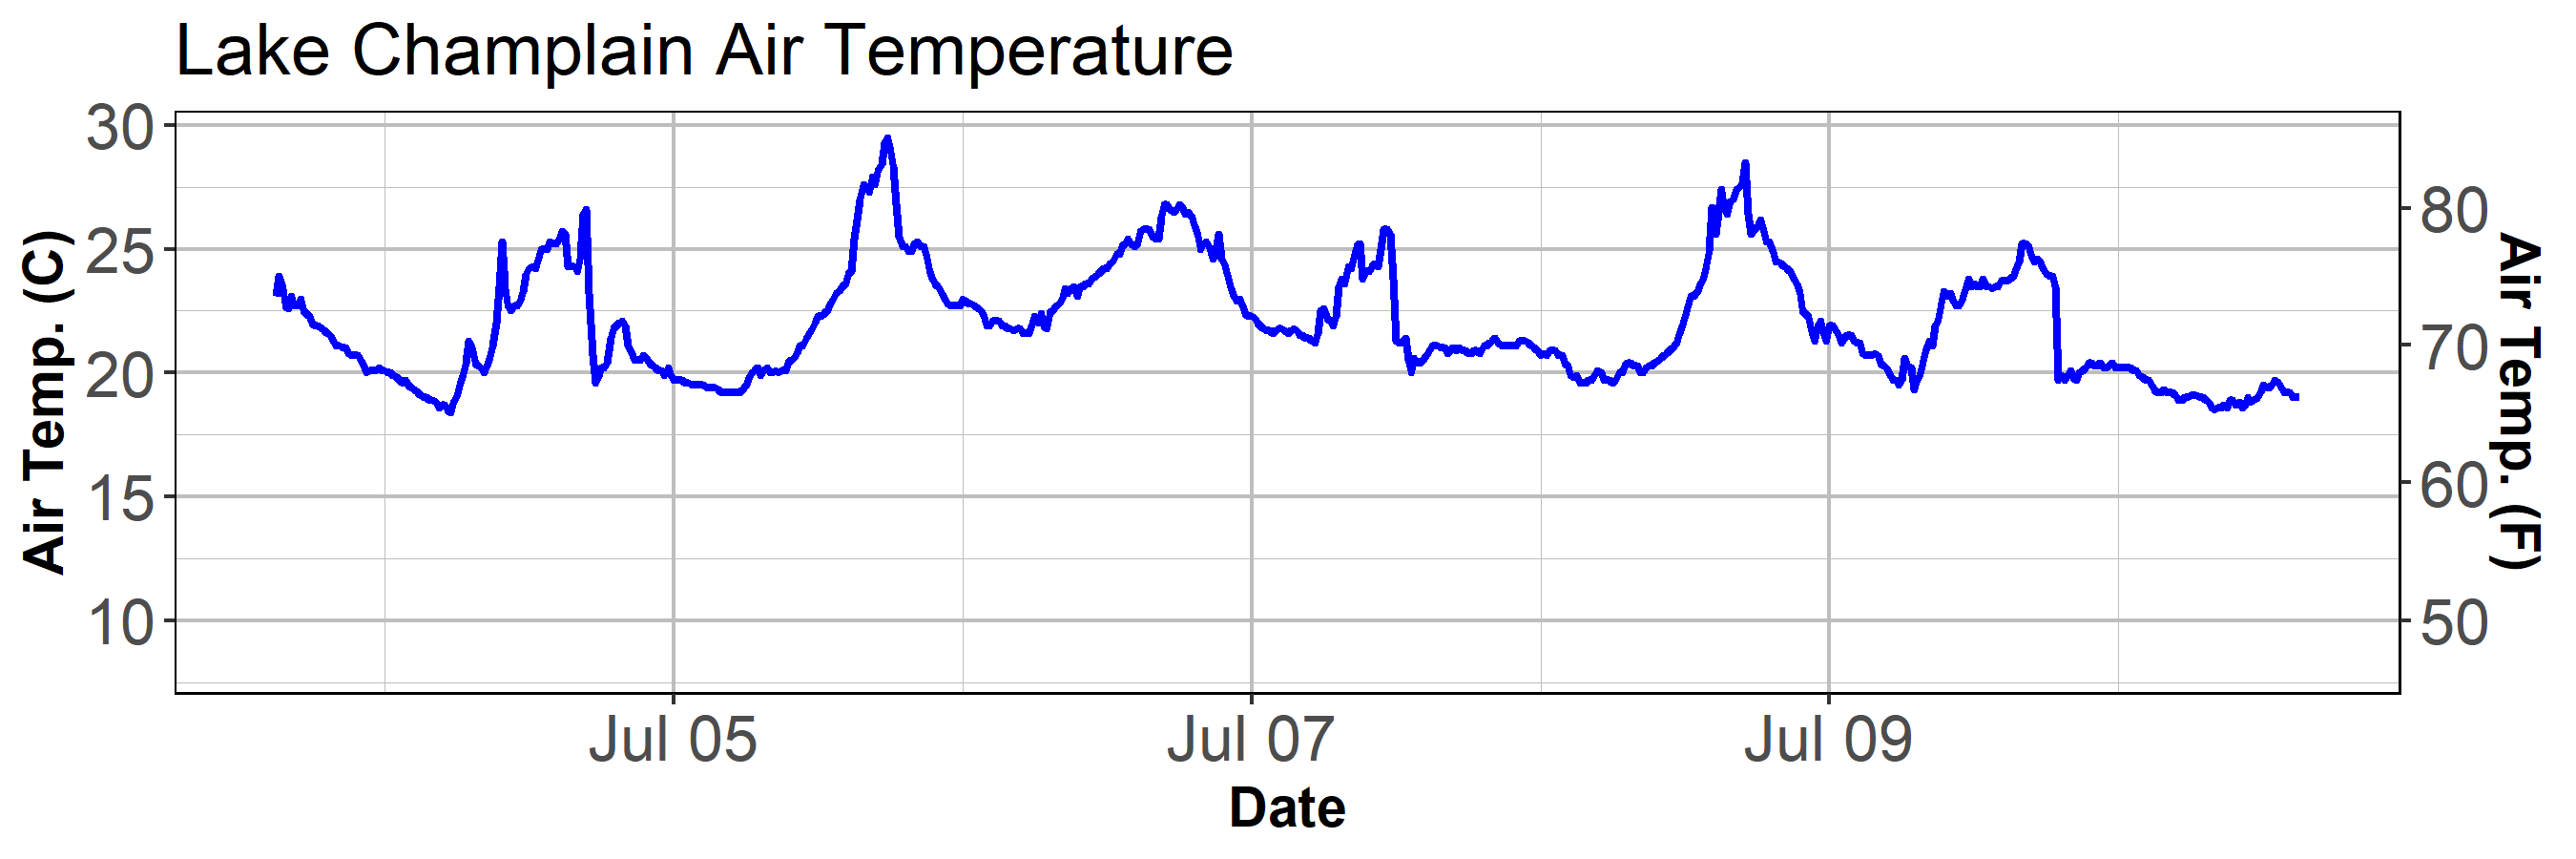 Lake Champlain Air Temperature
30
25
20
15
10
Air Temp. (C)
80
70
60
50
Air Temp. (F)
Jul 05 Jul 07 Jul 09
Date